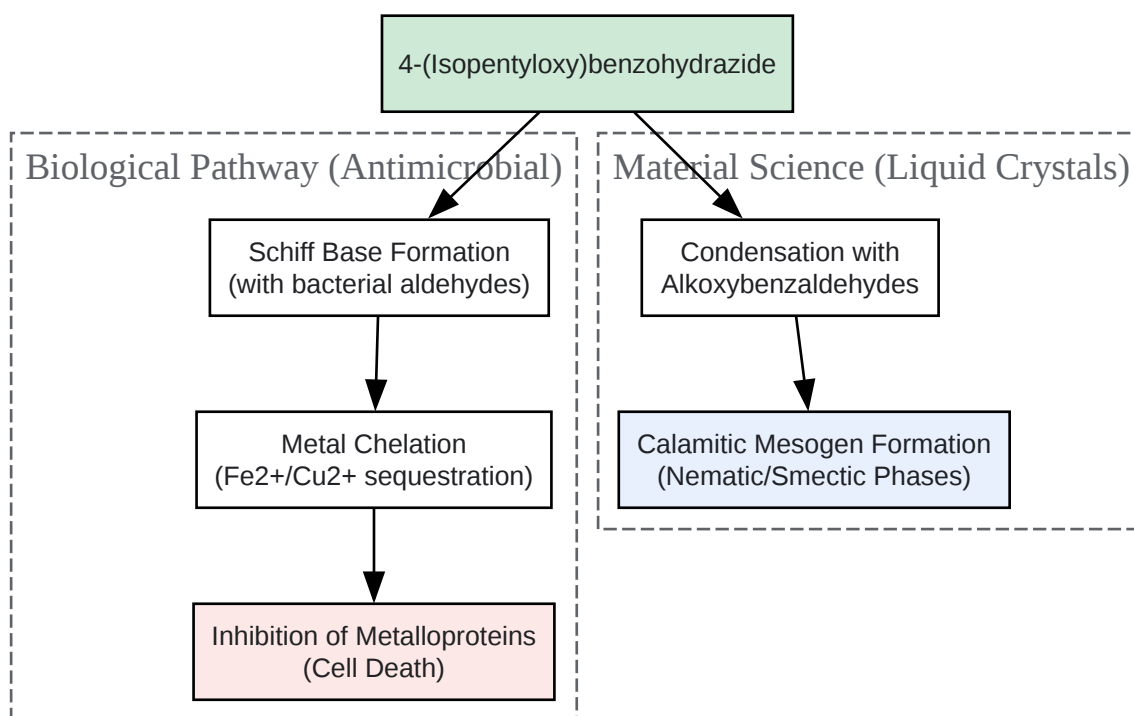 4-(Isopentyloxy)benzohydrazide
Biological Pathway (Antimicrobial)
Schiff Base Formation
(with bacterial aldehydes)
Metal Chelation
(Fe2+/Cu2+ sequestration)
Inhibition of Metalloproteins
(Cell Death)
Material Science (Liquid Crystals)
Condensation with
Alkoxybenzaldehydes
Calamitic Mesogen Formation
(Nematic/Smectic Phases)